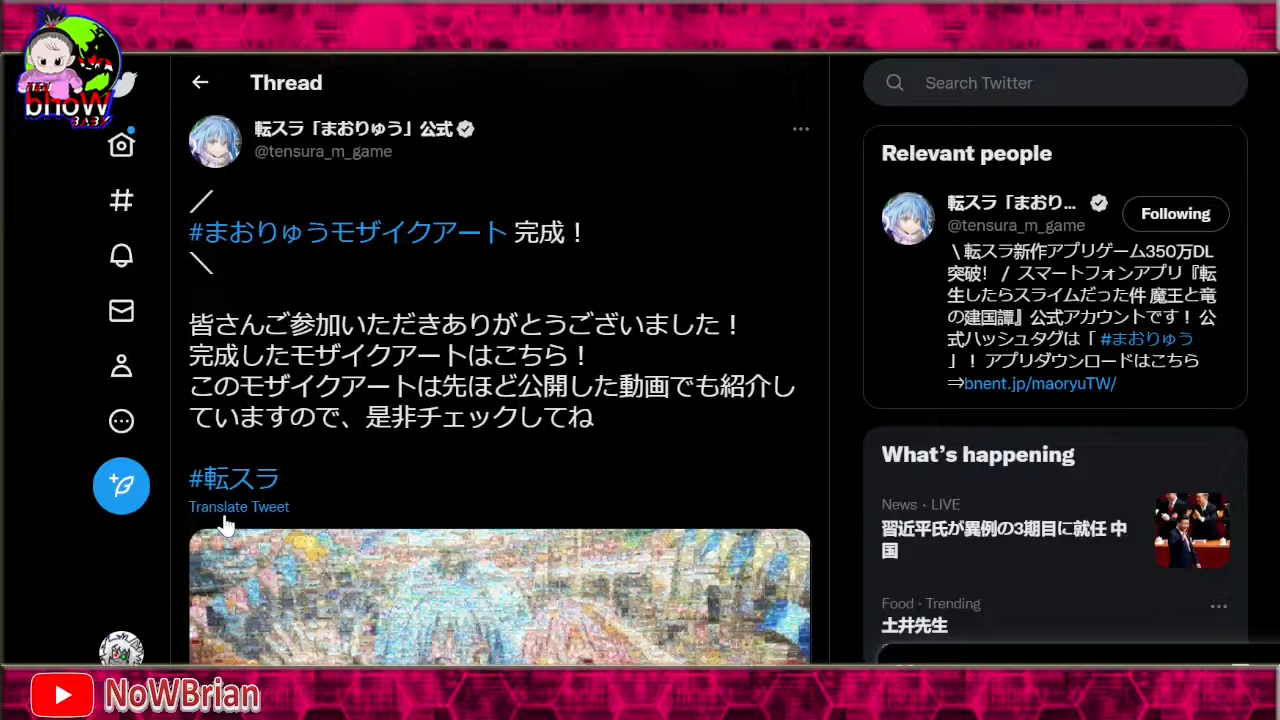 bhoW
BABY
Thread
転スラ「まおりゅう」公式
@tensura_m_game
／
#まおりゅうモザイクアート 完成！
＼
皆さんご参加いただきありがとうございました！
完成したモザイクアートはこちら！
このモザイクアートは先ほど公開した動画でも紹介し
ていますので、是非チェックしてね
#転スラ
Translate Tweet
Search Twitter
Relevant people
転スラ「まおり...
@tensura_m_game
Following
\ 転スラ新作アプリゲーム350万DL
突破！ / スマートフォンアプリ『転
生したらスライムだった件 魔王と竜
の建国譚』公式アカウントです！ 公
式ハッシュタグは「 #まおりゅう
」！ アプリダウンロードはこちら
⇒bnent.jp/maoryuTW/
What's happening
News · LIVE
習近平氏が異例の3期目に就任 中
国
Food · Trending
土井先生
NoWBrian